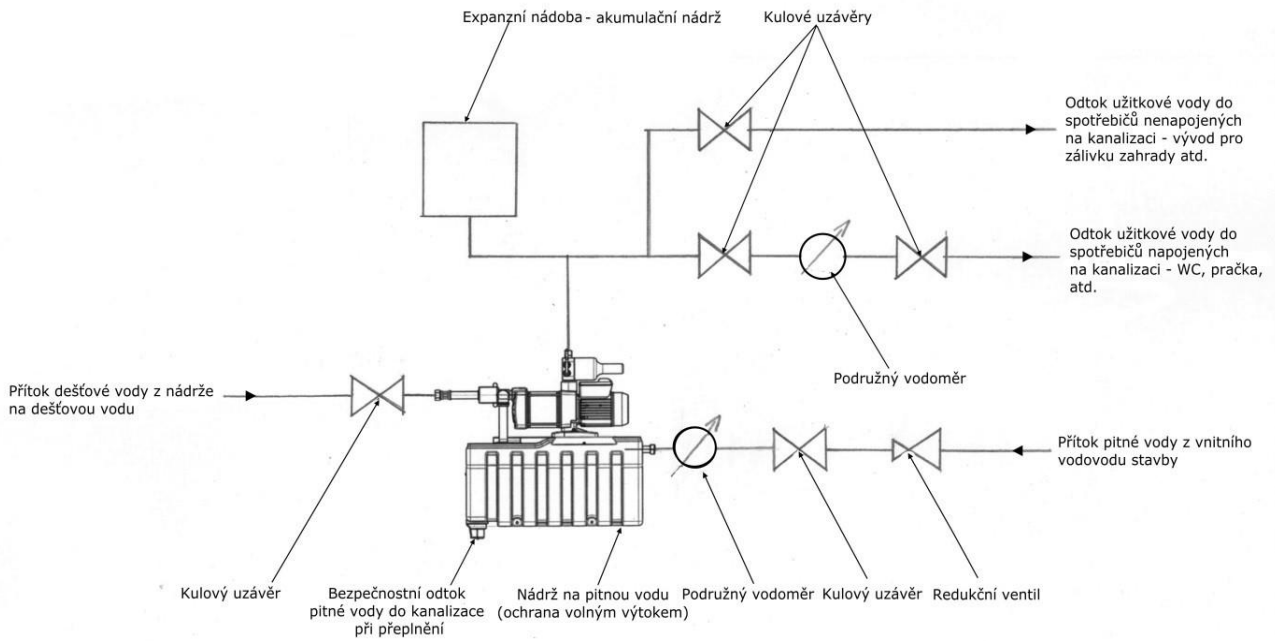 Expanzní nádoba - akumulační nádrž
Kulové uzávěry
Odtok užitkové vody do
spotřebičů nenapojených
na kanalizaci - vývod pro
zálivku zahrady atd.
Odtok užitkové vody do
spotřebičů napojených
na kanalizaci - WC, pračka,
atd.
Podružný vodoměr
Přítok dešťové vody z nádrže
na dešťovou vodu
Přítok pitné vody z vnitního
vodovodu stavby
Kulový uzávěr
Bezpečnostní odtok
pitné vody do kanalizace
při přeplnění
Nádrž na pitnou vodu
(ochrana volným výtokem)
Podružný vodoměr
Kulový uzávěr
Redukční ventil